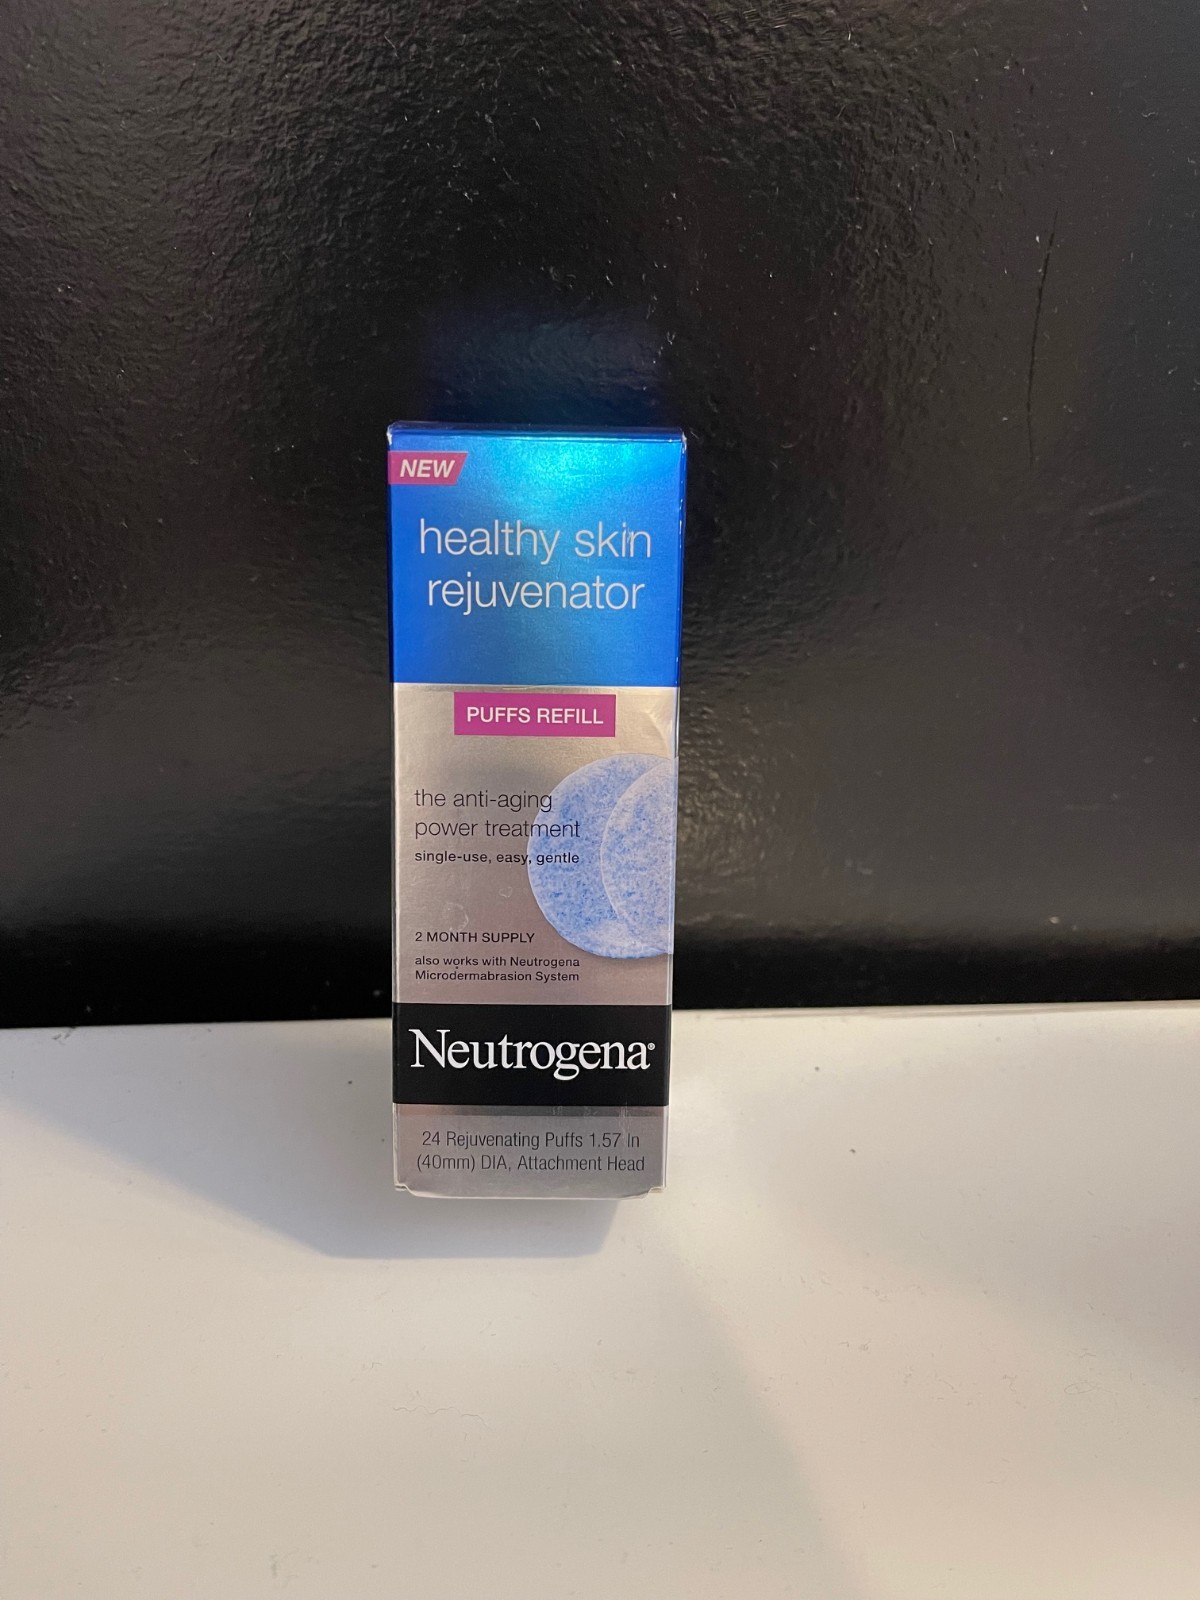 NEW
healthy skin
rejuvenator
PUFFS REFILL
the anti-aging
power treatment
single-use, easy, gentle
2 MONTH SUPPLY
also works with Neutrogena
Microdermabrasion System
Neutrogena®
24 Rejuvenating Puffs 1.57 In
(40mm) DIA, Attachment Head